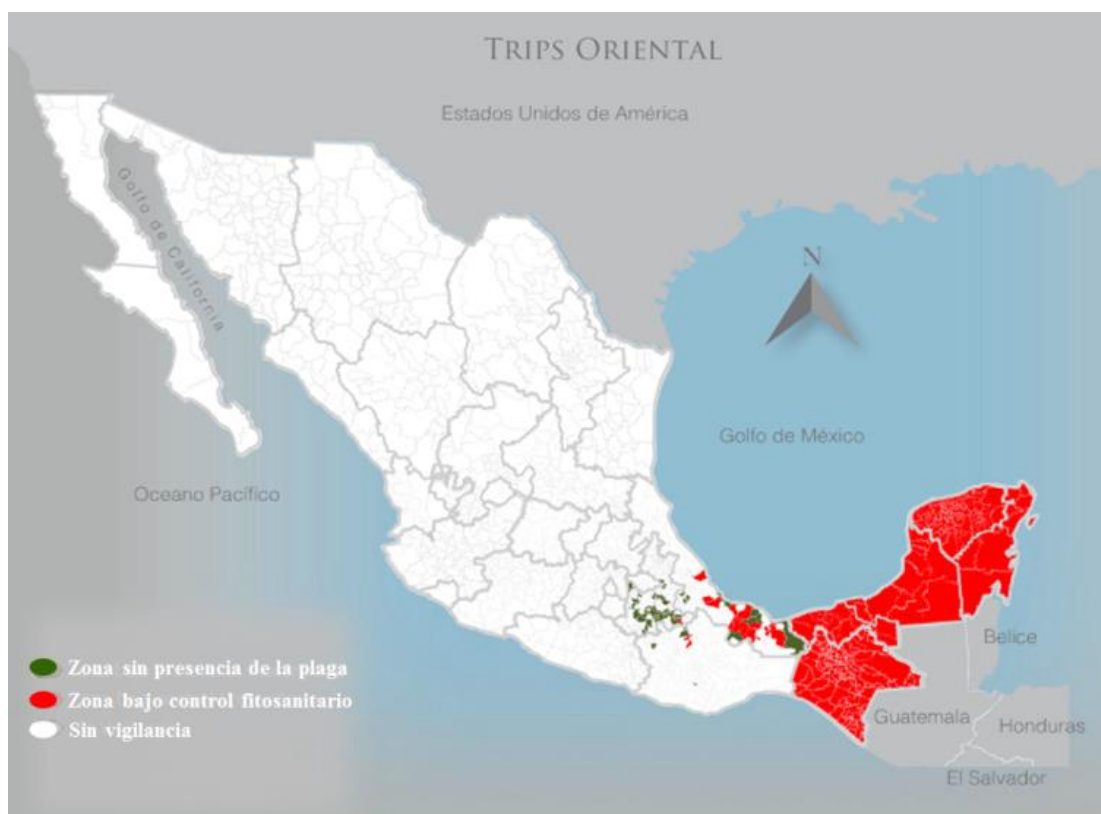 TRIPS ORIENTAL
Estados Unidos de América
Golfo de California
N
Golfo de México
Oceano Pacífico
Belice
Zona sin presencia de la plaga
Zona bajo control fitosanitario
Sin vigilancia
Guatemala
Honduras
El Salvador